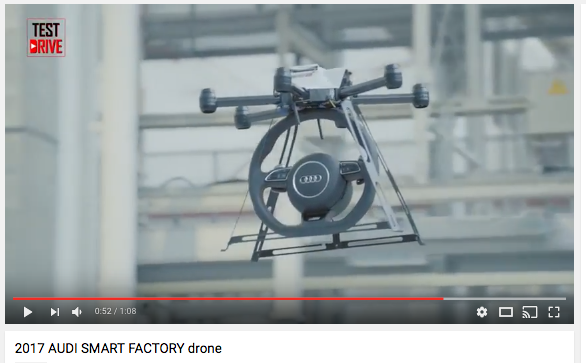 TEST
DRIVE
0:52 / 1:08
2017 AUDI SMART FACTORY drone